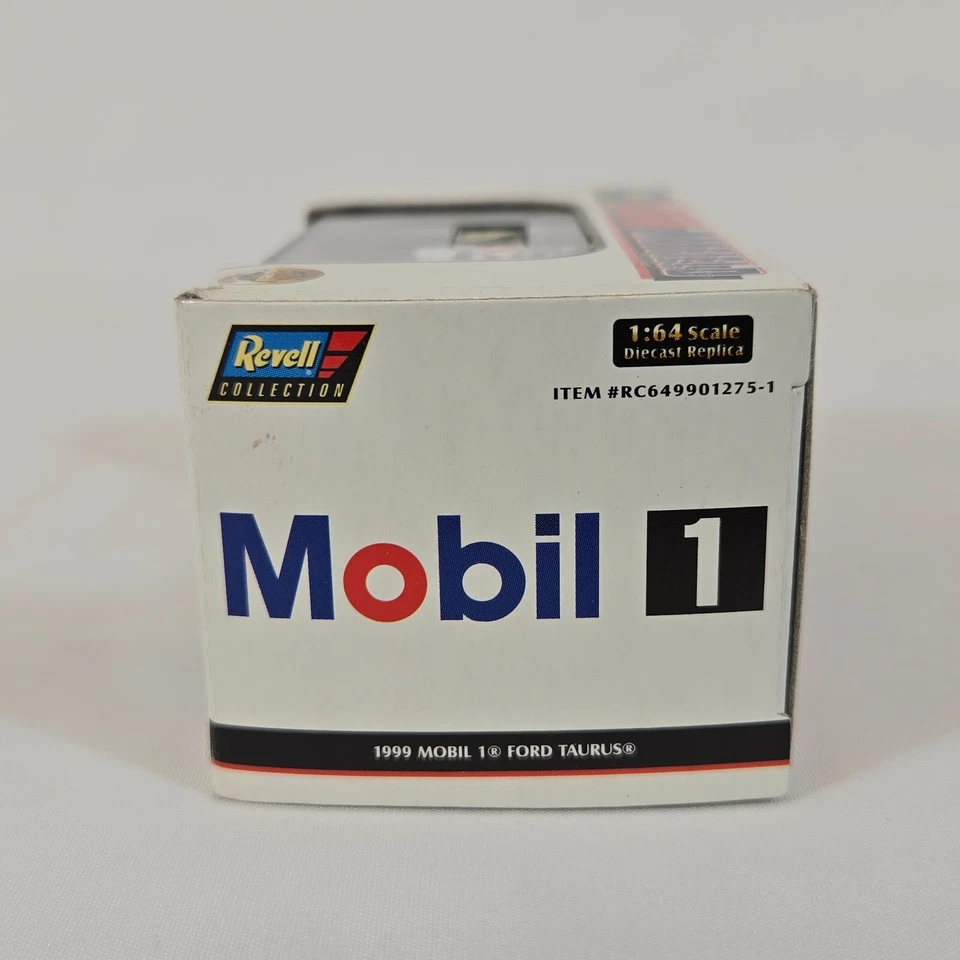 Revell
COLLECTION
1:64 Scale
Diecast Replica
ITEM #RC649901275-1
Mobil 1
1999 MOBIL 1® FORD TAURUS®